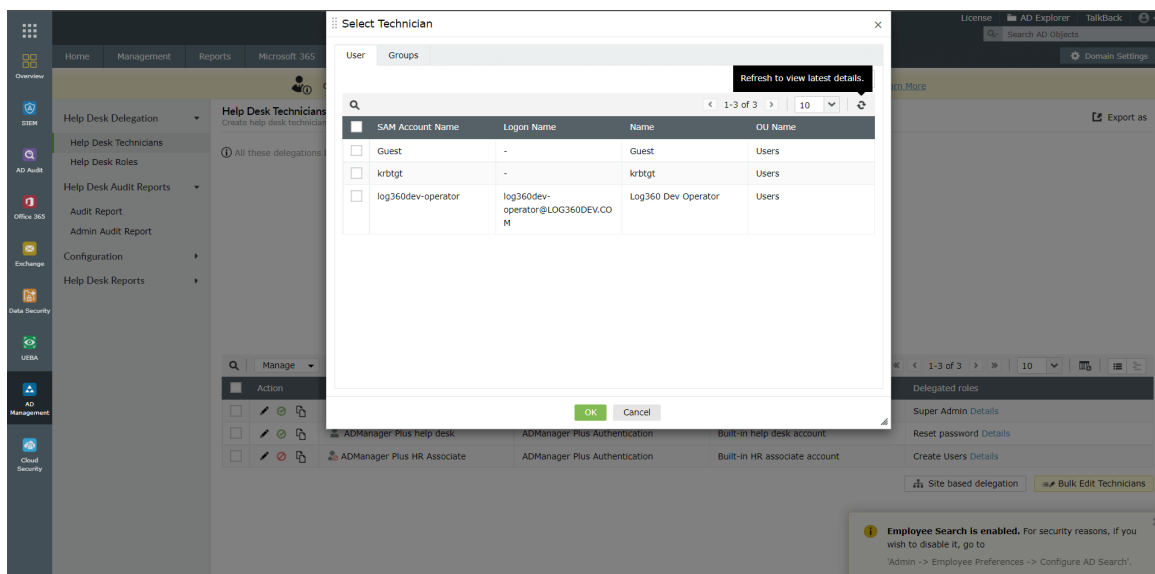 Select Technician
License
AD Explorer
TalkBack
Search AD Objects
Overview
Home
Management
Reports
Microsoft 365
Domain Settings
User
Groups
Refresh to view latest details.
rn More
SIEM
Help Desk Delegation
Help Desk Technicians
Create help desk technician
Export as
1-3 of 3
10
SAM Account Name
Logon Name
Name
OU Name
Guest
-
Guest
Users
krbtgt
-
krbtgt
Users
log360dev-operator
log360dev-
operator@LOG360DEV.CO
M
Log360 Dev Operator
Users
Help Desk Technicians
Help Desk Roles
All these delegations
AD Audit
Help Desk Audit Reports
Office 365
Audit Report
Admin Audit Report
Exchange
Configuration
Help Desk Reports
Data Security
UEBA
AD
Management
Cloud
Security
Manage
1-3 of 3
10
Action
Delegated roles
OK
Cancel
Super Admin Details
ADManager Plus help desk
ADManager Plus Authentication
Built-in help desk account
Reset password Details
ADManager Plus HR Associate
ADManager Plus Authentication
Built-in HR associate account
Create Users Details
Site based delegation
Bulk Edit Technicians
Employee Search is enabled. For security reasons, if you
wish to disable it, go to
'Admin -> Employee Preferences -> Configure AD Search'.